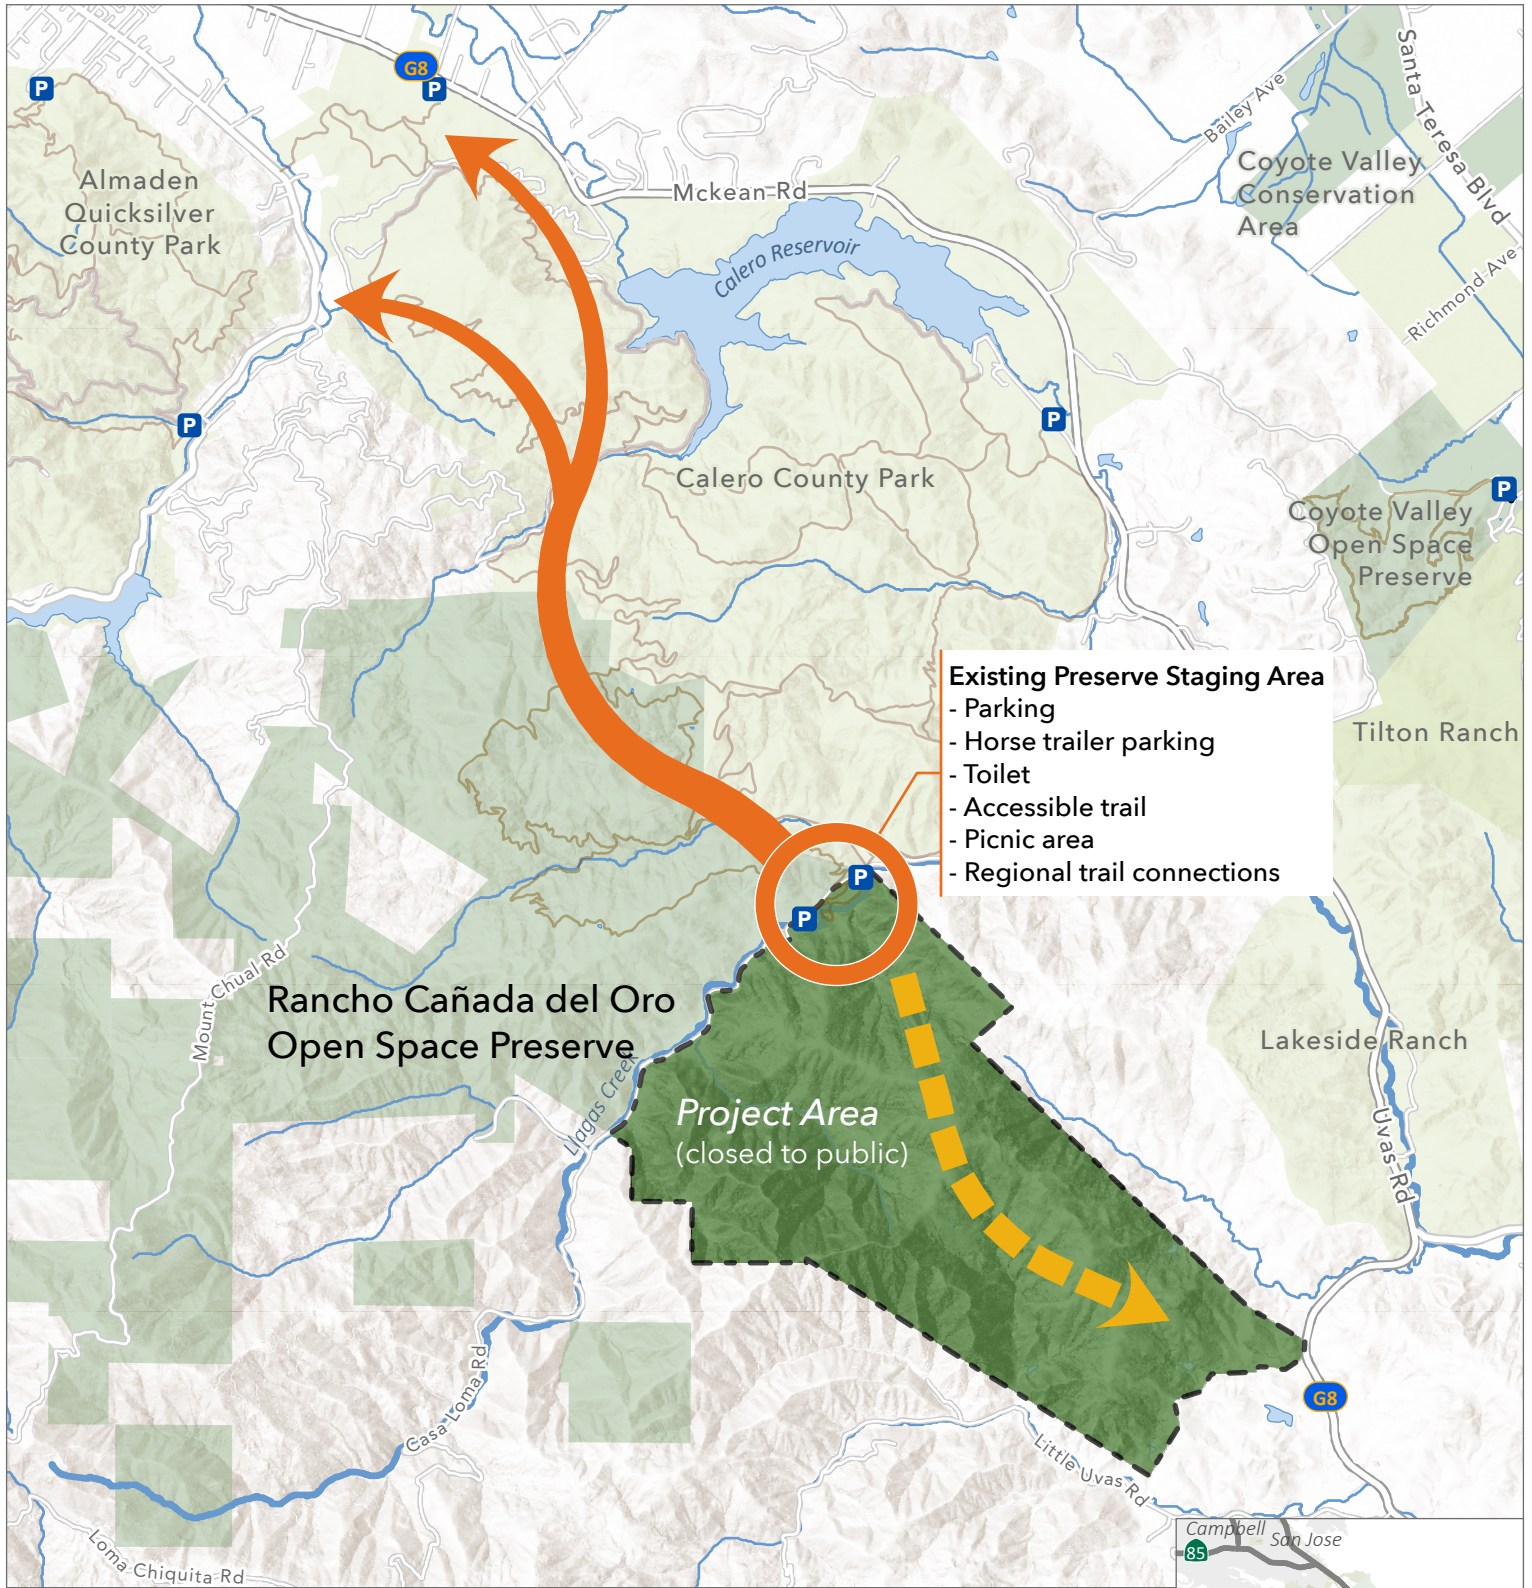 G8
P
P
Almaden
Quicksilver
County Park
Mckean Rd
Calero Reservoir
Bailey Ave
Santa Teresa Blvd
Coyote Valley
Conservation
Area
Richmond Ave
P
P
Calero County Park
P
Coyote Valley
Open Space
Preserve
Existing Preserve Staging Area
- Parking
- Horse trailer parking
- Toilet
- Accessible trail
- Picnic area
- Regional trail connections
Tilton Ranch
P
P
Mount Chual Rd
Rancho Cañada del Oro
Open Space Preserve
Lakeside Ranch
Llagas Creek
Project Area
(closed to public)
Uvas Rd
G8
Casa Loma Rd
Little Uvas Rd
Loma Chiquita Rd
Campbell
San Jose
85